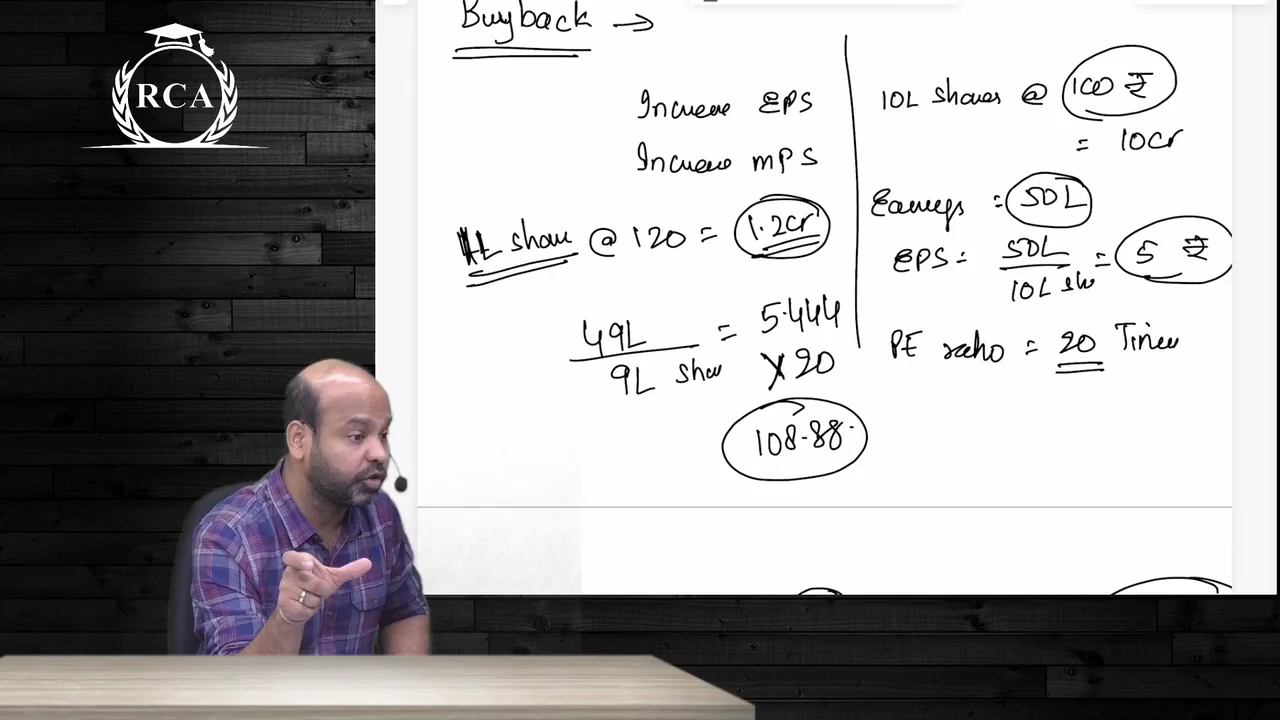 RCA
Buyback →
Increase EPS
Increase MPS
1L share @ 120 = 1.2cr
49L / 9L share = 5.444
X 20
108.88
10L shares @ 100 ₹
= 10cr
Earnings = 50L
EPS = 50L / 10L sha = 5 ₹
PE ratio = 20 Times